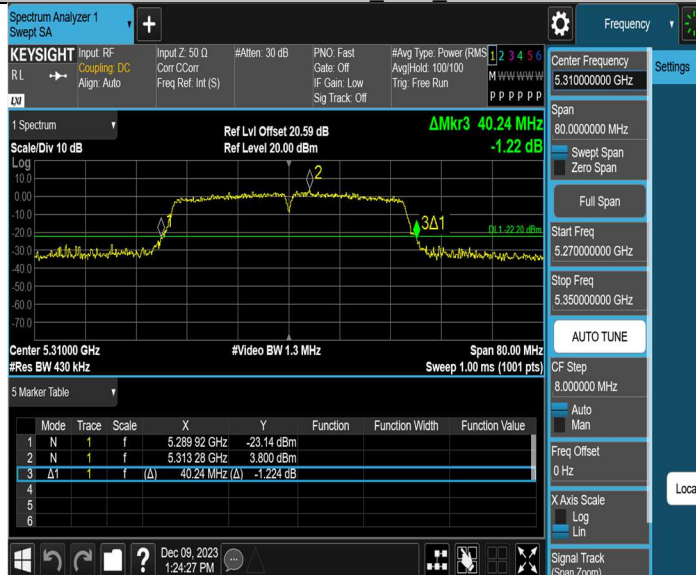 Spectrum Analyzer 1
Swept SA
+
Frequency
KEYSIGHT
Input: RF
Coupling: DC
Align: Auto
Input Z: 50 Ω
Corr CCorr
Freq Ref: Int (S)
#Atten: 30 dB
PNO: Fast
Gate: Off
IF Gain: Low
Sig Track: Off
#Avg Type: Power (RMS
Avg|Hold: 100/100
Trig: Free Run
1 2 3 4 5 6
M W W W W W
P P P P P P
RL
LXI
Center Frequency
5.310000000 GHz
Settings
Span
80.0000000 MHz
Swept Span
Zero Span
Full Span
Start Freq
5.270000000 GHz
Stop Freq
5.350000000 GHz
AUTO TUNE
CF Step
8.000000 MHz
Auto
Man
Freq Offset
0 Hz
X Axis Scale
Log
Lin
Signal Track
(Span Zoom)
Loca
1 Spectrum
Scale/Div 10 dB
Ref Lvl Offset 20.59 dB
Ref Level 20.00 dBm
ΔMkr3 40.24 MHz
-1.22 dB
Log
10.0
0.00
-10.0
-20.0
-30.0
-40.0
-50.0
-60.0
-70.0
1
2
3Δ1
DL1 -22.20 dBm
Center 5.31000 GHz
#Res BW 430 kHz
#Video BW 1.3 MHz
Span 80.00 MHz
Sweep 1.00 ms (1001 pts)
5 Marker Table
Mode Trace Scale X Y Function Function Width Function Value
1 N 1 f 5.289 92 GHz -23.14 dBm
2 N 1 f 5.313 28 GHz 3.800 dBm
3 Δ1 1 f (Δ) 40.24 MHz (Δ) -1.224 dB
4
5
6
?
Dec 09, 2023
1:24:27 PM